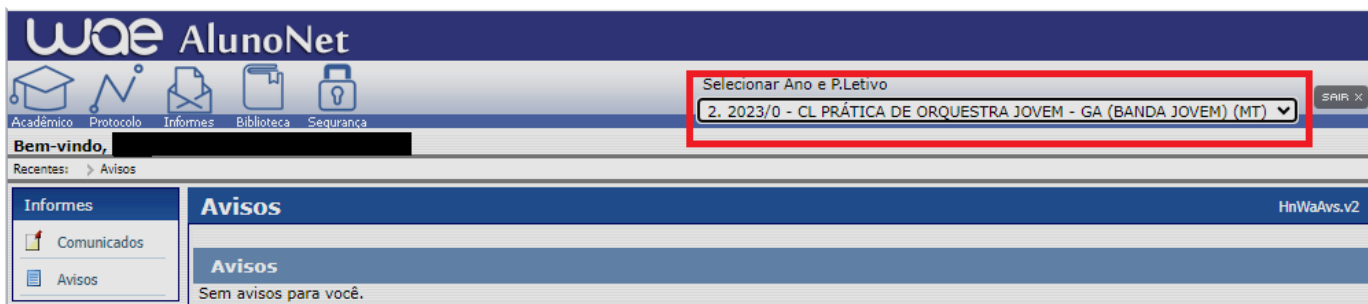 wae AlunoNet
Selecionar Ano e P.Letivo
2. 2023/0 - CL PRÁTICA DE ORQUESTRA JOVEM - GA (BANDA JOVEM) (MT)
SAIR X
Acadêmico Protocolo Informes Biblioteca Segurança
Bem-vindo,
Recentes: > Avisos
Informes
Avisos
HnWaAvs.v2
Comunicados
Avisos
Avisos
Sem avisos para você.